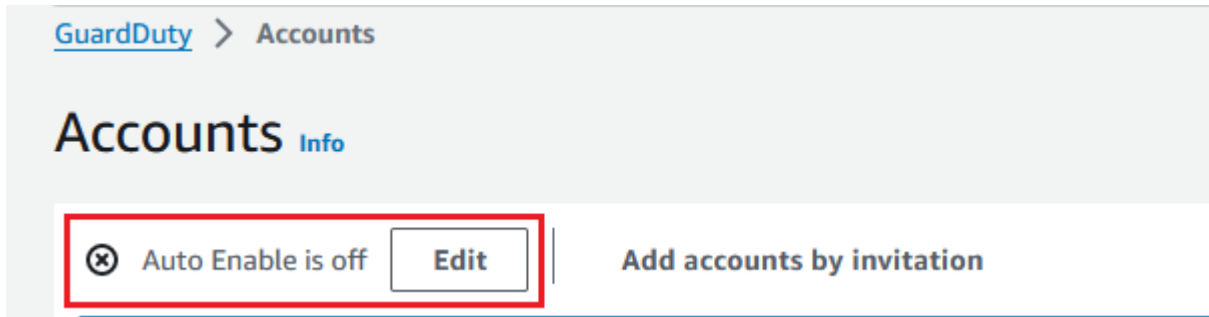 GuardDuty > Accounts
Accounts Info
Auto Enable is off Edit Add accounts by invitation